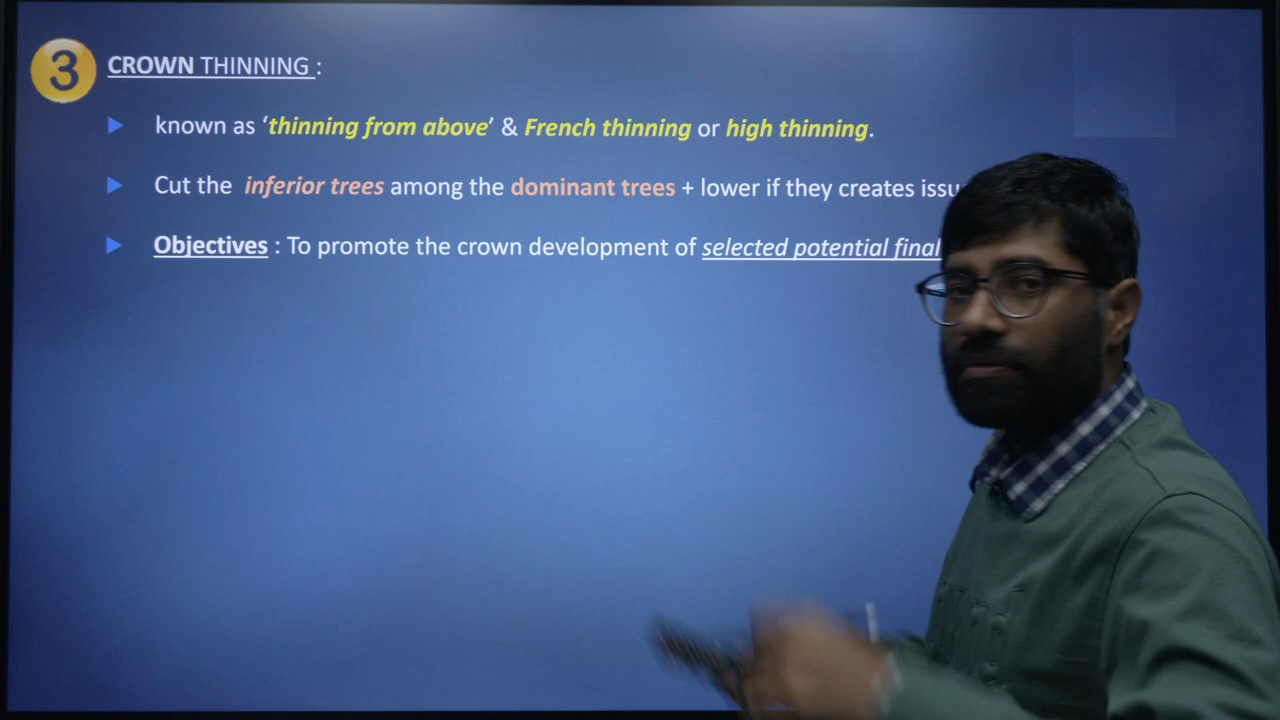 3 CROWN THINNING :
known as ‘thinning from above’ & French thinning or high thinning.
Cut the inferior trees among the dominant trees + lower if they creates
Objectives : To promote the crown development of selected potential final